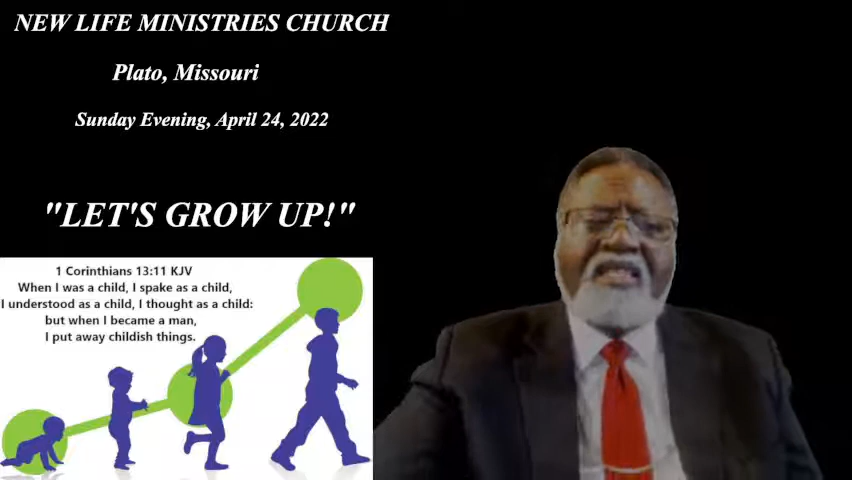 NEW LIFE MINISTRIES CHURCH
Plato, Missouri
Sunday Evening, April 24, 2022
"LET'S GROW UP!"
1 Corinthians 13:11 KJV
When I was a child, I spake as a child,
I understood as a child, I thought as a child:
but when I became a man,
I put away childish things.